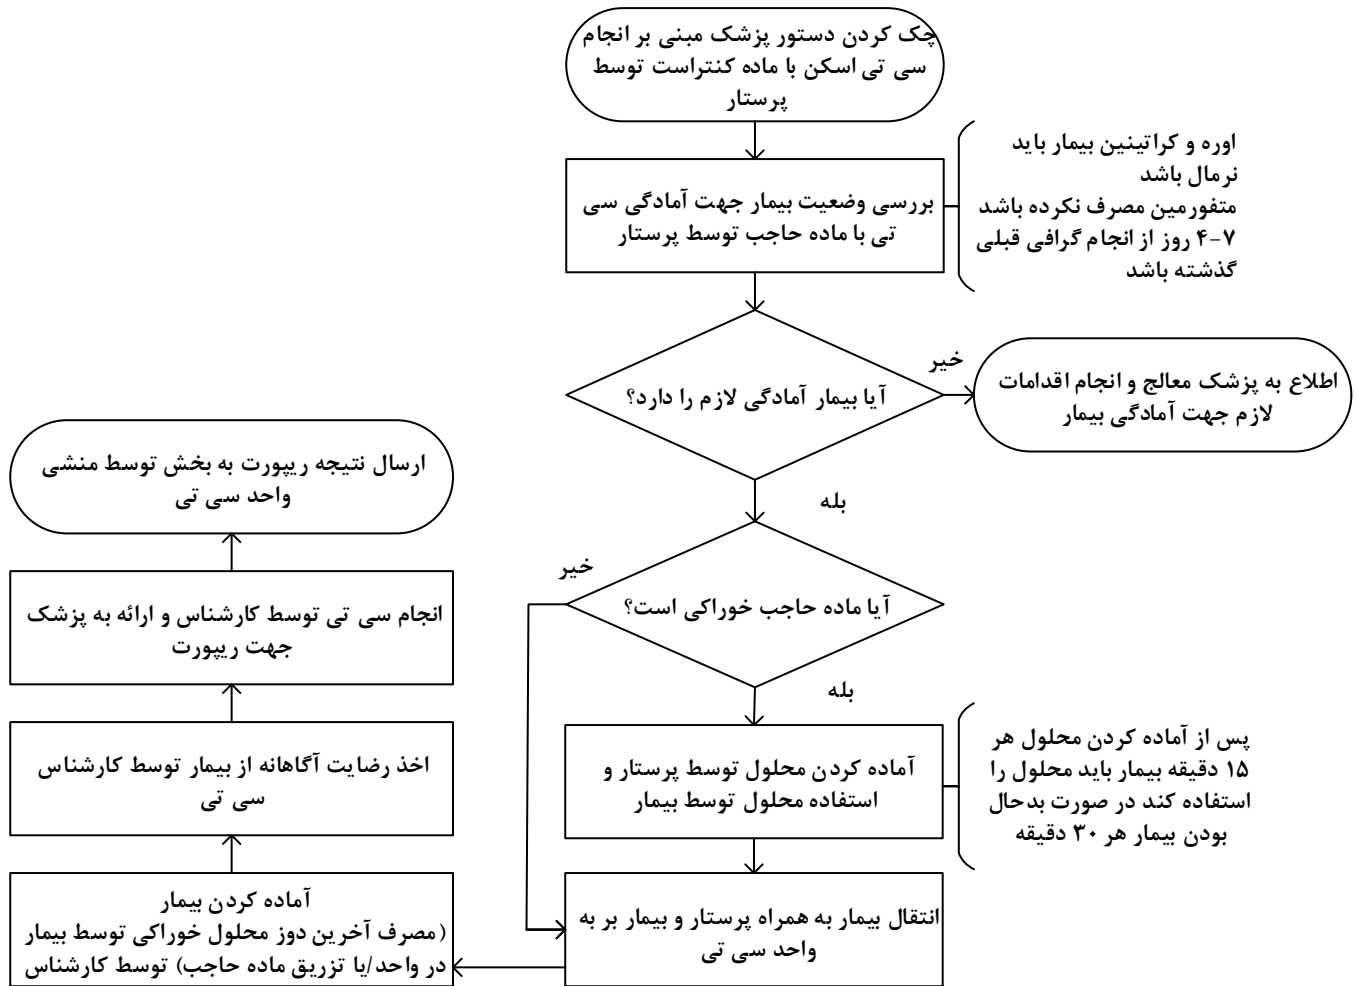 چک کردن دستور پزشک مبنی بر انجام
سی تی اسکن با ماده کنتراست توسط
پرستار
بررسی وضعیت بیمار جهت آمادگی سی
تی با ماده حاجب توسط پرستار
اوره و کراتینین بیمار باید
نرمال باشد
متفورمین مصرف نکرده باشد
۴-۷ روز از انجام گرافی قبلی
گذشته باشد
آیا بیمار آمادگی لازم را دارد؟
خیر
اطلاع به پزشک معالج و انجام اقدامات
لازم جهت آمادگی بیمار
بله
آیا ماده حاجب خوراکی است؟
خیر
بله
آماده کردن محلول توسط پرستار و
استفاده محلول توسط بیمار
پس از آماده کردن محلول هر
۱۵ دقیقه بیمار باید محلول را
استفاده کند در صورت بدحال
بودن بیمار هر ۳۰ دقیقه
انتقال بیمار به همراه پرستار و بیمار بر به
واحد سی تی
آماده کردن بیمار
(مصرف آخرین دوز محلول خوراکی توسط بیمار
در واحد/یا تزریق ماده حاجب) توسط کارشناس
اخذ رضایت آگاهانه از بیمار توسط کارشناس
سی تی
انجام سی تی توسط کارشناس و ارائه به پزشک
جهت ریپورت
ارسال نتیجه ریپورت به بخش توسط منشی
واحد سی تی